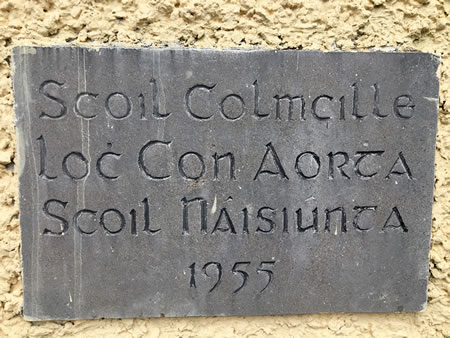 Scoil Colmcille
Loċ Con Aorta
Scoil Náisiunta
1955